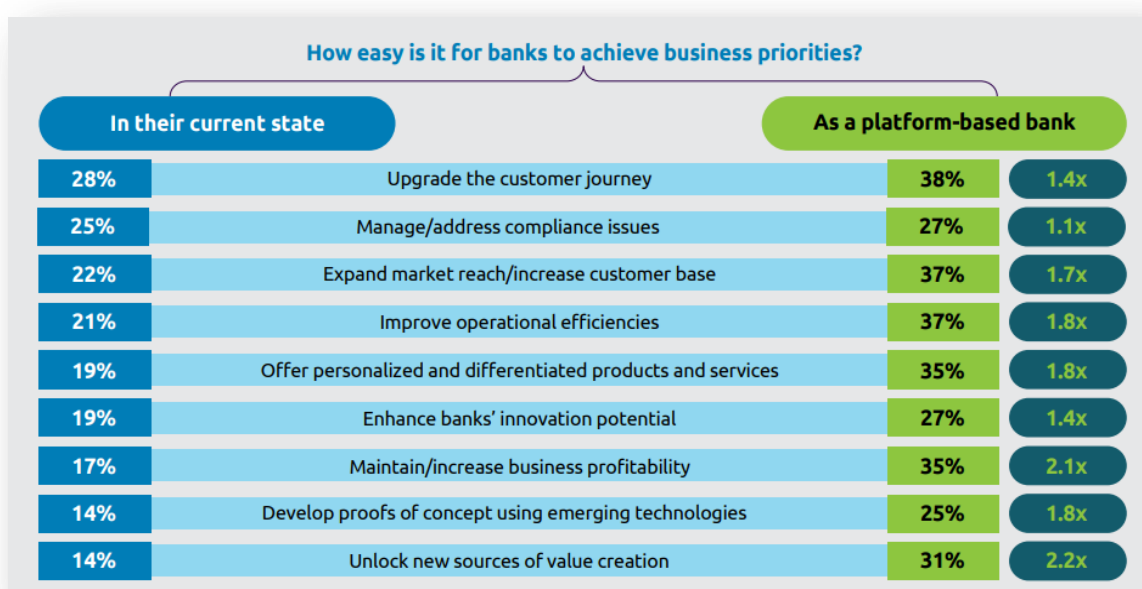 How easy is it for banks to achieve business priorities?
In their current state As a platform-based bank
28% Upgrade the customer journey 38% 1.4x
25% Manage/address compliance issues 27% 1.1x
22% Expand market reach/increase customer base 37% 1.7x
21% Improve operational efficiencies 37% 1.8x
19% Offer personalized and differentiated products and services 35% 1.8x
19% Enhance banks’ innovation potential 27% 1.4x
17% Maintain/increase business profitability 35% 2.1x
14% Develop proofs of concept using emerging technologies 25% 1.8x
14% Unlock new sources of value creation 31% 2.2x